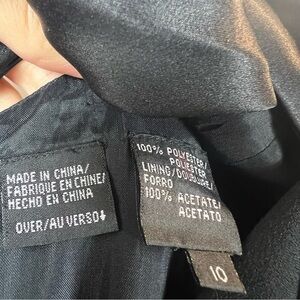 MADE IN CHINA/
FABRIQUE EN CHINE/
HECHO EN CHINA
OVER/AU VERSO↓
100% POLYESTER/
POLIESTER
LINING/DOUBLURE/
FORRO
100% ACETATE/
ACETATO
10